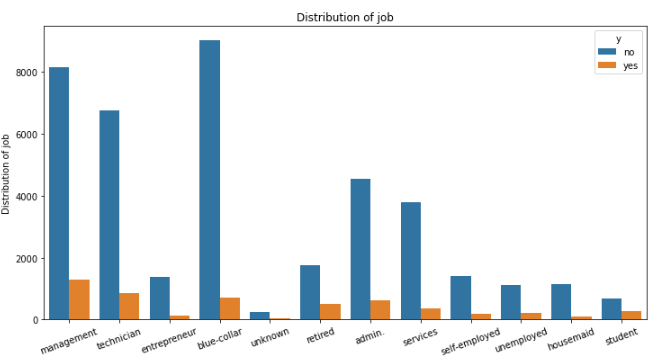 Distribution of job
y
no
yes
Distribution of job
8000
6000
4000
2000
0
management
technician
entrepreneur
blue-collar
unknown
retired
admin.
services
self-employed
unemployed
housemaid
student